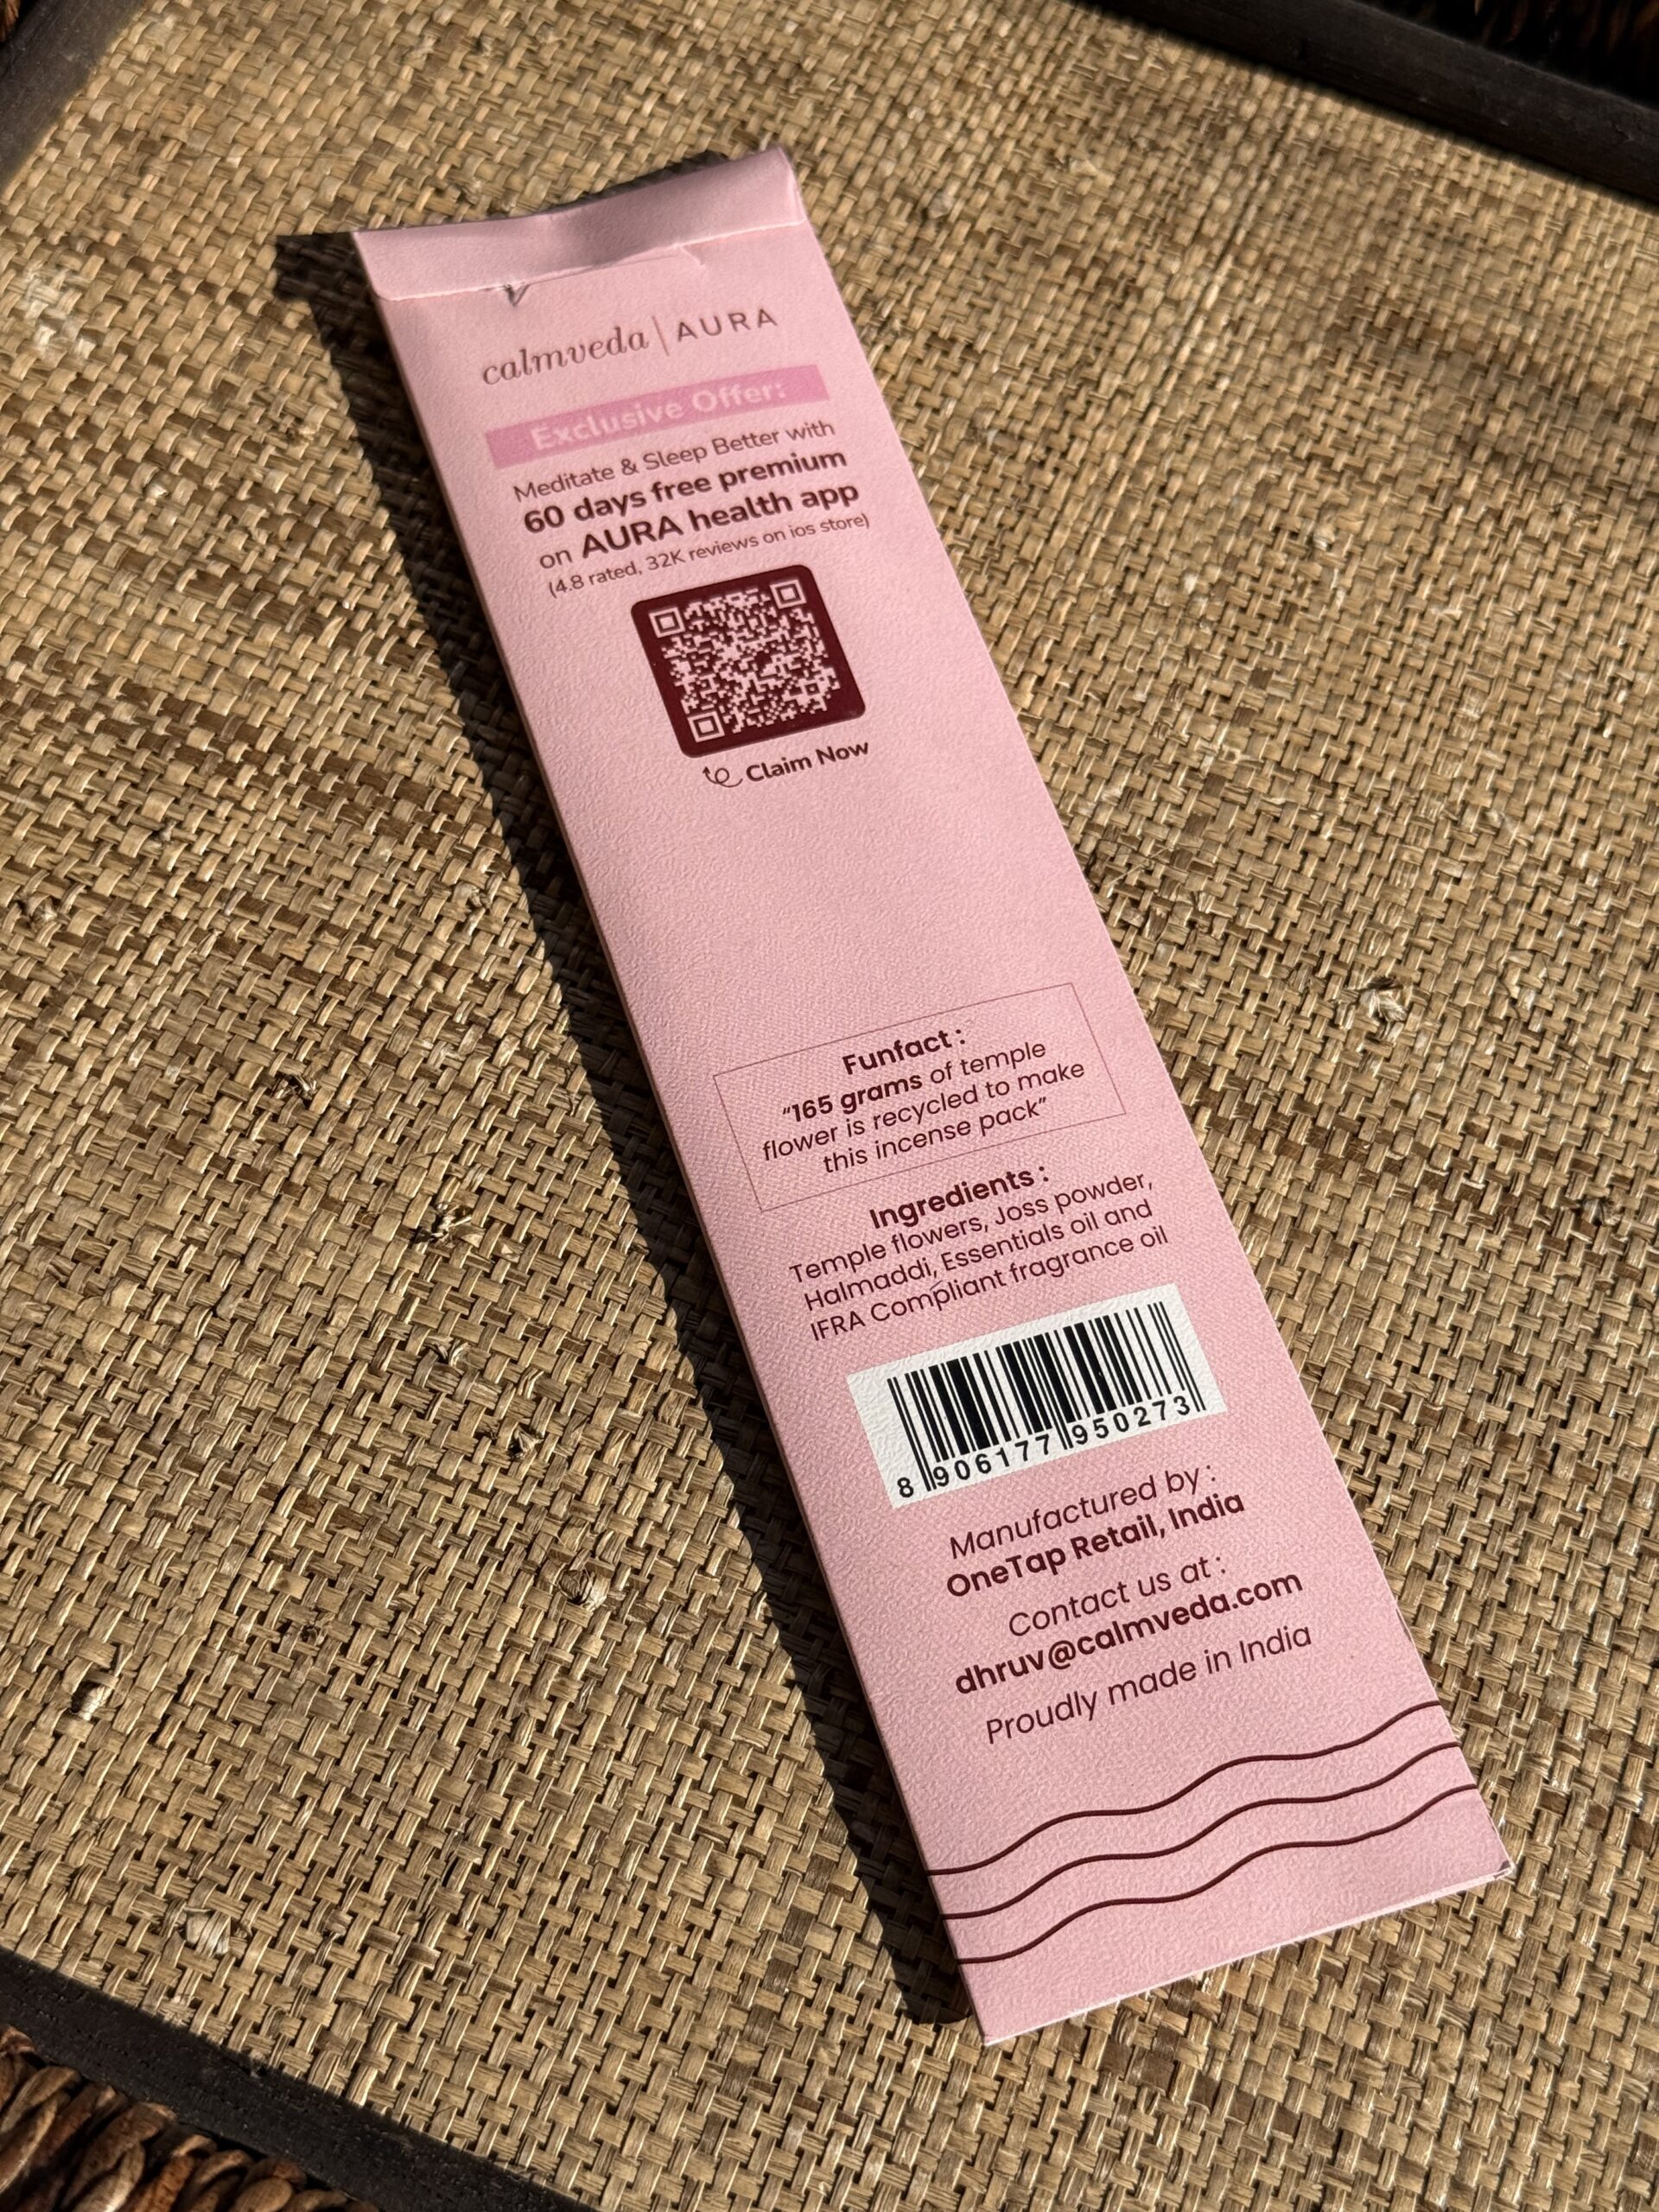 calmveda | AURA
Exclusive Offer:
Meditate & Sleep Better with
60 days free premium
on AURA health app
(4.8 rated, 32K reviews on ios store)
Claim Now
Funfact :
“165 grams of temple
flower is recycled to make
this incense pack”
Ingredients :
Temple flowers, Joss powder,
Halmaddi, Essentials oil and
IFRA Compliant fragrance oil
8 906177 950273
Manufactured by :
OneTap Retail, India
Contact us at :
dhruv@calmveda.com
Proudly made in India